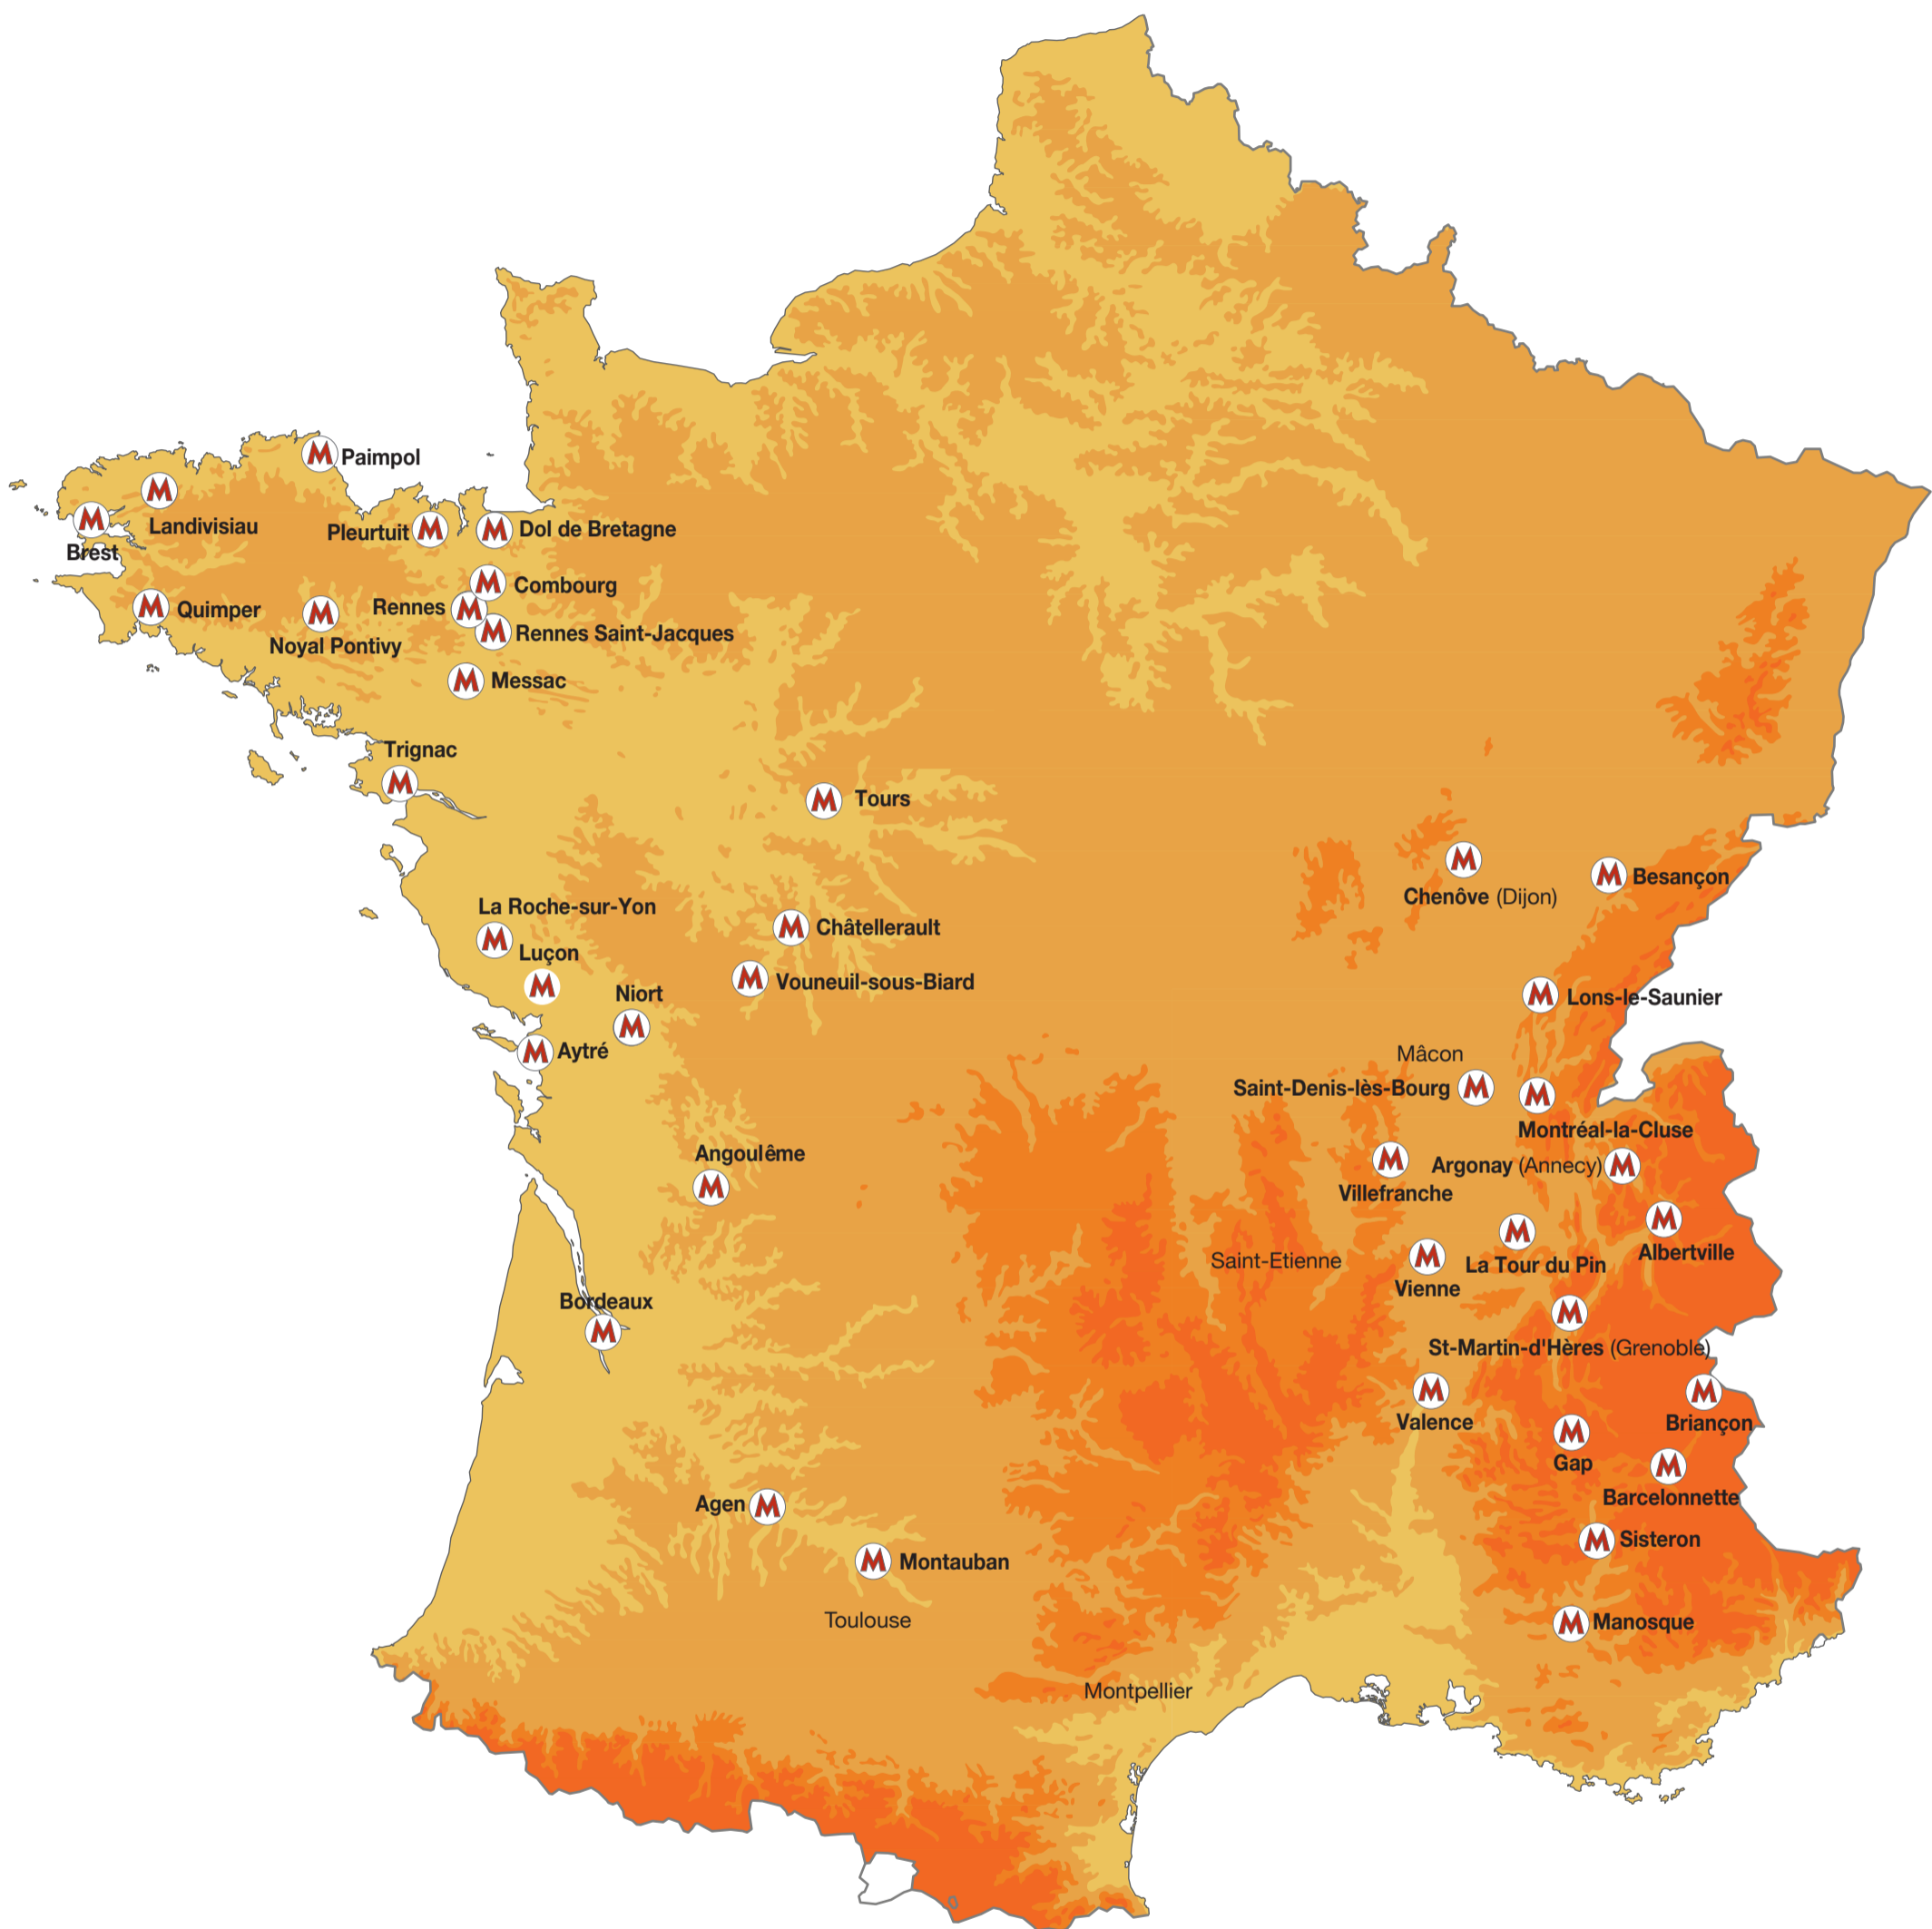 Paimpol
Landivisiau
Brest
Pleurtuit
Dol de Bretagne
Combourg
Quimper
Rennes
Noyal Pontivy
Rennes Saint-Jacques
Messac
Trignac
Tours
Chenôve (Dijon)
Besançon
La Roche-sur-Yon
Châtellerault
Luçon
Vouneuil-sous-Biard
Niort
Lons-le-Saunier
Aytré
Mâcon
Saint-Denis-lès-Bourg
Montréal-la-Cluse
Angoulême
Argonay (Annecy)
Villefranche
Albertville
Saint-Etienne
La Tour du Pin
Vienne
Bordeaux
St-Martin-d'Hères (Grenoble)
Valence
Briançon
Gap
Barcelonnette
Agen
Sisteron
Montauban
Toulouse
Manosque
Montpellier